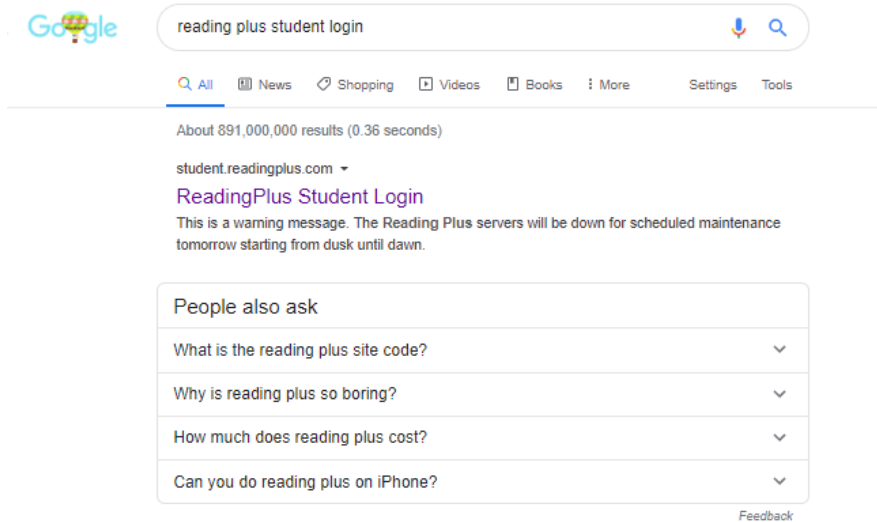 Google
reading plus student login
All News Shopping Videos Books More Settings Tools
About 891,000,000 results (0.36 seconds)
student.readingplus.com
ReadingPlus Student Login
This is a warning message. The Reading Plus servers will be down for scheduled maintenance
tomorrow starting from dusk until dawn.
People also ask
What is the reading plus site code?
Why is reading plus so boring?
How much does reading plus cost?
Can you do reading plus on iPhone?
Feedback